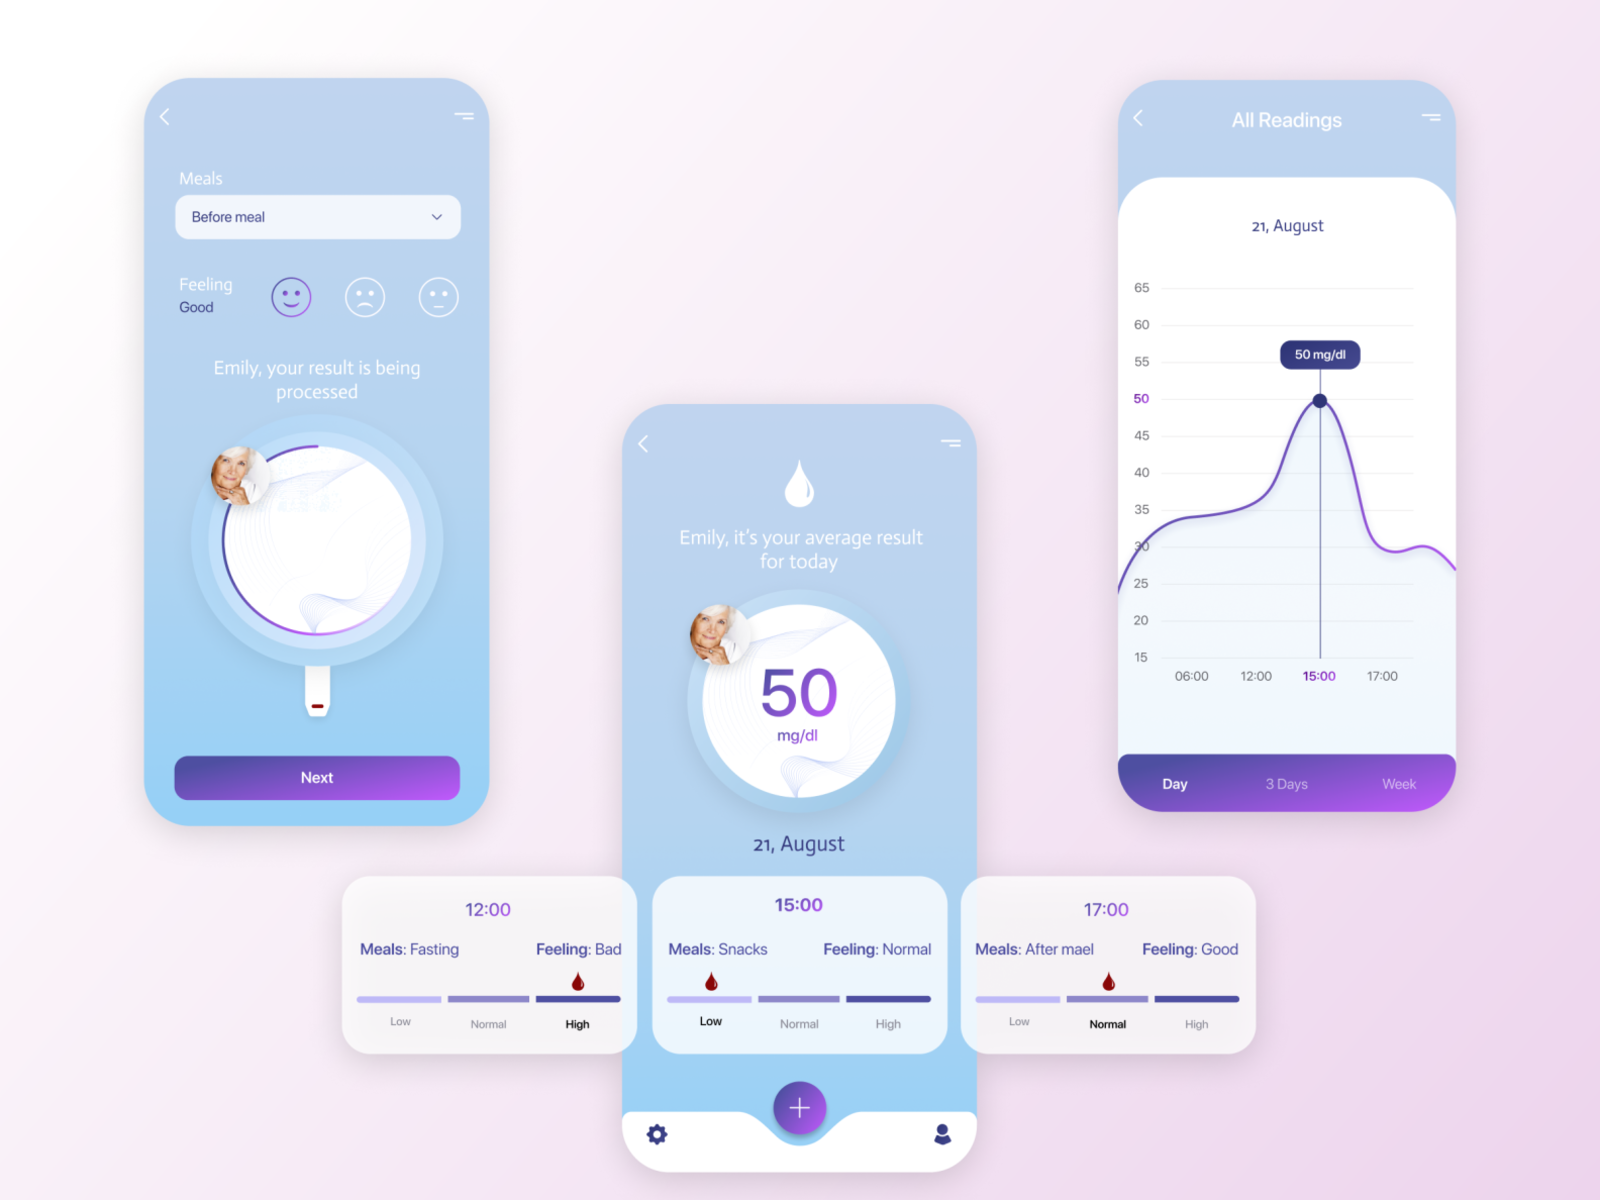 Meals
Before meal
Feeling
Good
Emily, your result is being
processed
Next
Emily, it's your average result
for today
50
mg/dl
21, August
12:00
Meals: Fasting
Feeling: Bad
Low
Normal
High
15:00
Meals: Snacks
Feeling: Normal
Low
Normal
High
17:00
Meals: After mael
Feeling: Good
Low
Normal
High
All Readings
21, August
65
60
55
50
45
40
35
30
25
20
15
50 mg/dl
06:00
12:00
15:00
17:00
Day
3 Days
Week